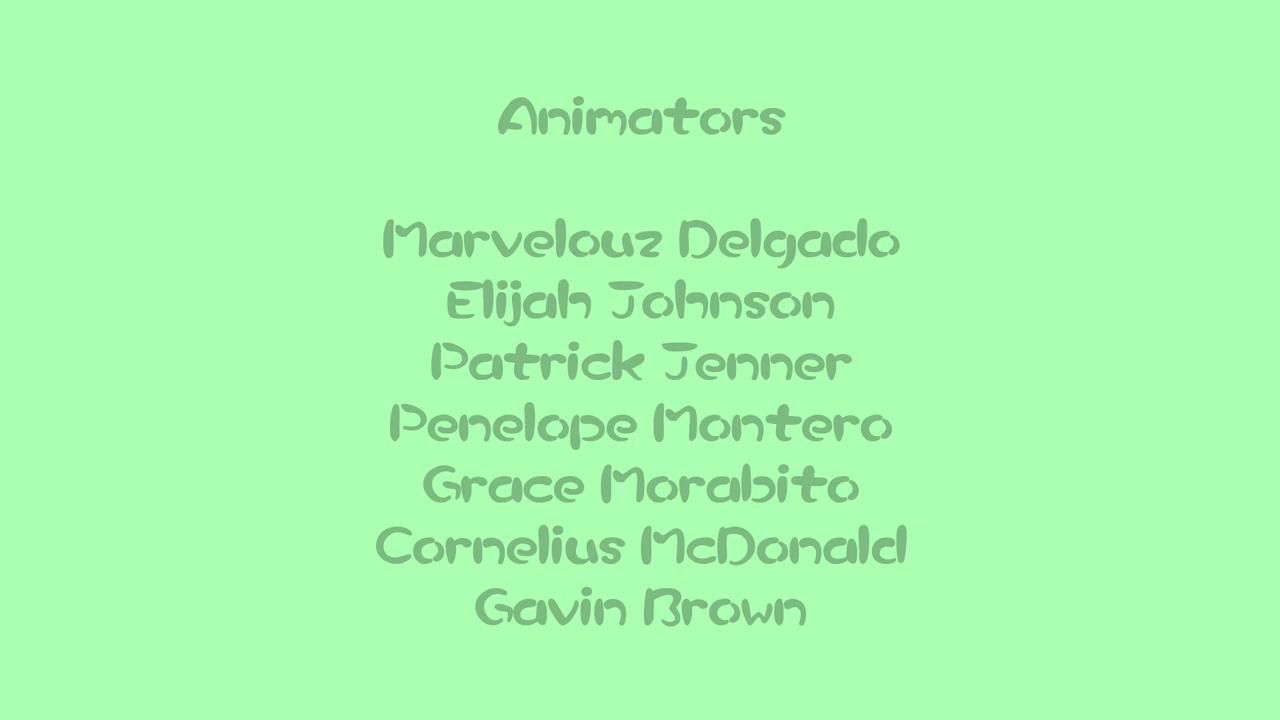 Animators
Marvelouz Delgado
Elijah Johnson
Patrick Jenner
Penelope Montero
Grace Morabito
Cornelius McDonald
Gavin Brown